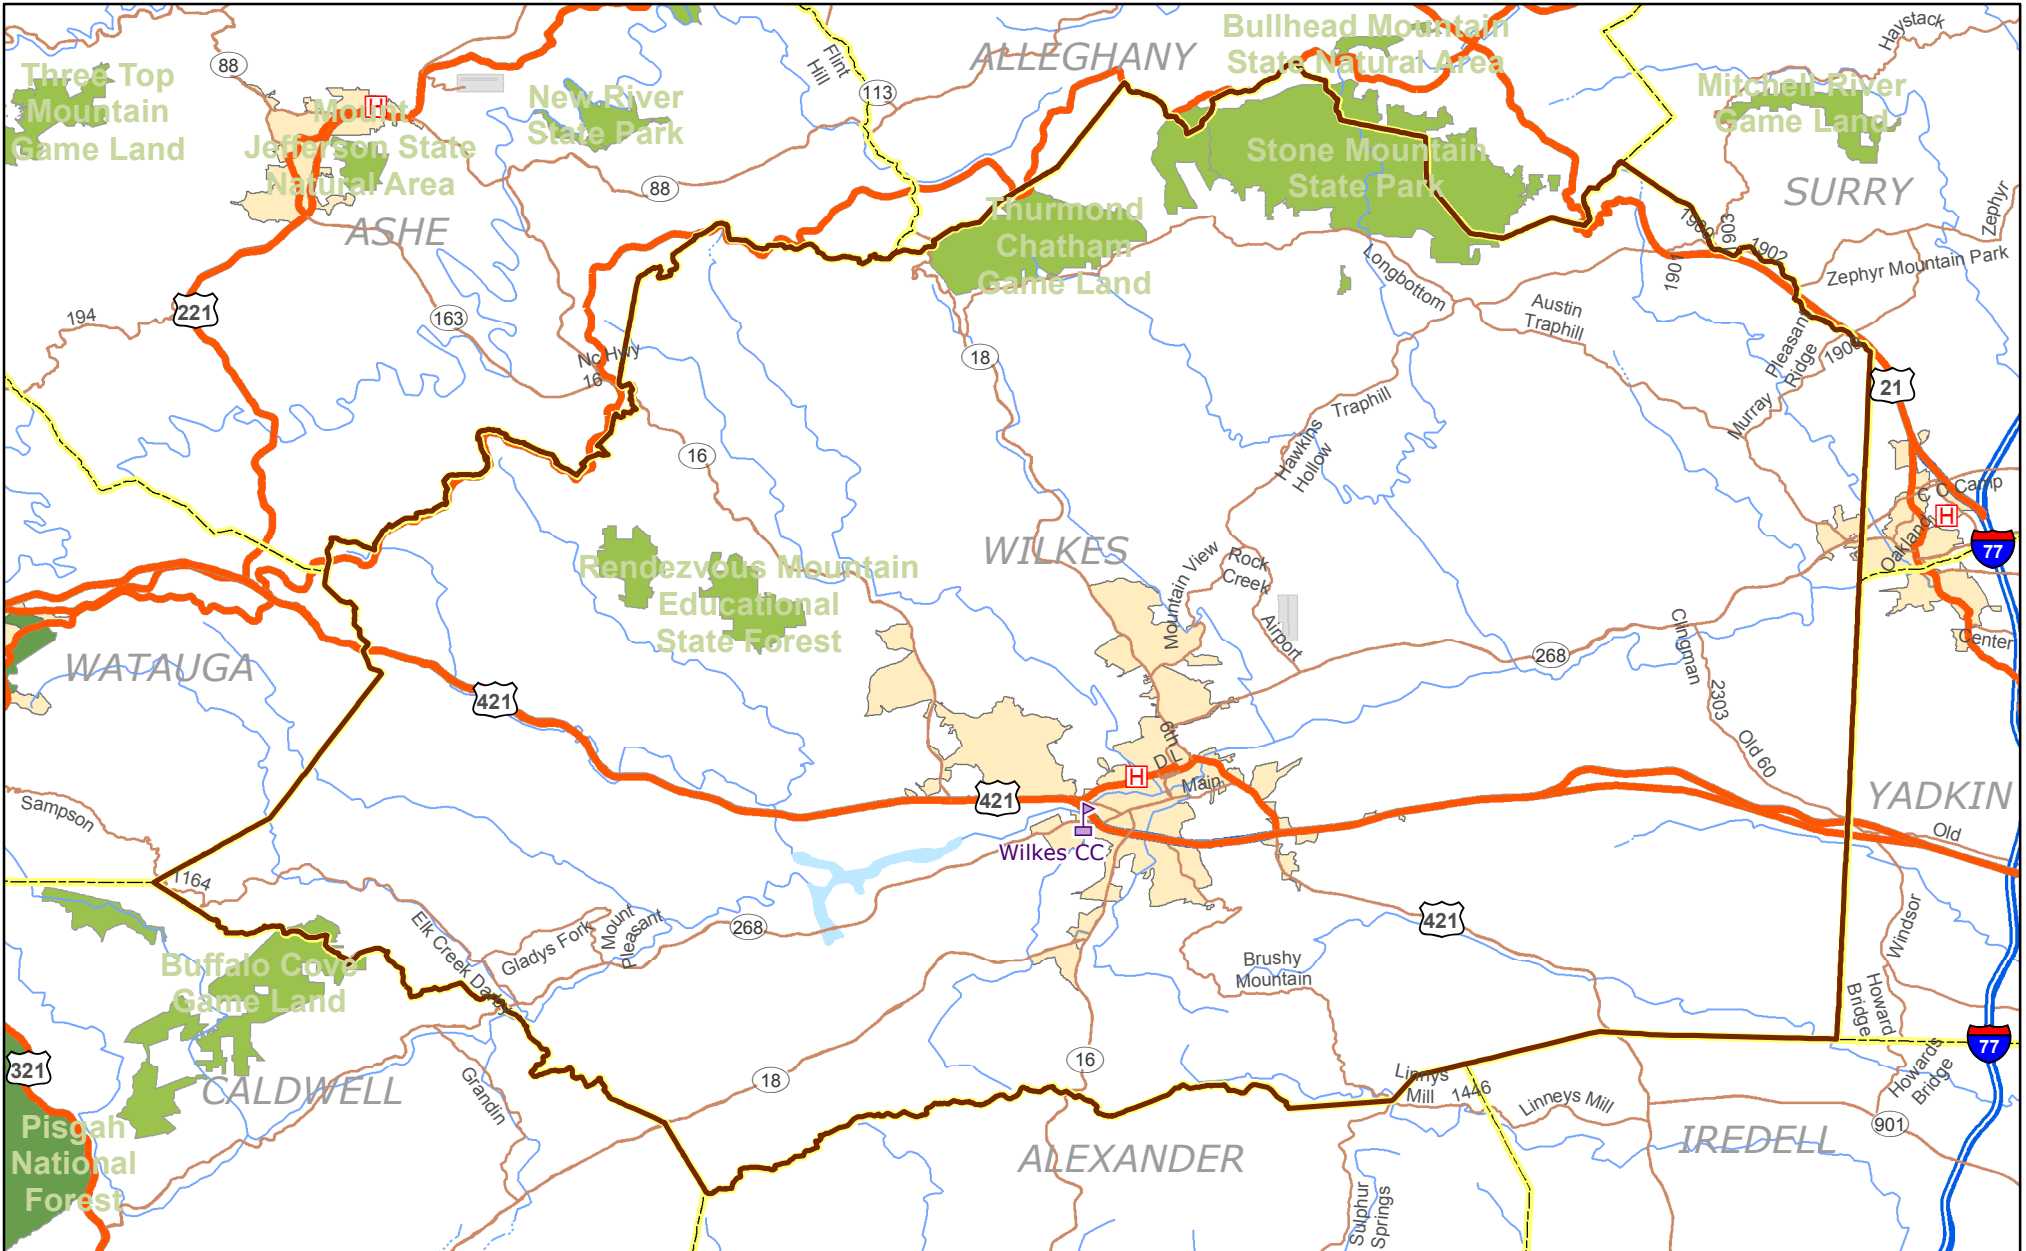 ALLEGHANY
Bullhead Mountain
State Natural Area
Haystack
88
Flint
Hill
113
Three Top
Mountain
Game Land
H
Mount
Jefferson State
Natural Area
New River
State Park
Mitchell River
Game Land
Stone Mountain
State Park
SURRY
88
ASHE
Thurmond
Chatham
Game Land
Zephyr
1903
1902
1901
Longbottom
Zephyr Mountain Park
221
194
163
Austin
Traphill
Nc Hwy
16
18
Pleasant
Ridge
21
Traphill
Murray
16
Hawkins
Hollow
C C Camp
H
Oakland
77
WILKES
Mountain View
Rock
Creek
Rendezvous Mountain
Educational
State Forest
Airport
268
Clingman
Center
WATAUGA
421
2303
6th
D L
Old 60
H
Main
421
YADKIN
Sampson
Old
Wilkes CC
1164
Elk Creek Darby
Gladys Fork
Mount
Pleasant
268
421
Windsor
Buffalo Cove
Game Land
Brushy
Mountain
Howard
Bridge
321
77
16
18
CALDWELL
Grandin
Linnys
Mill
1446
Linneys Mill
Howards
Bridge
901
Pisgah
National
Forest
ALEXANDER
IREDELL
Sulphur
Springs